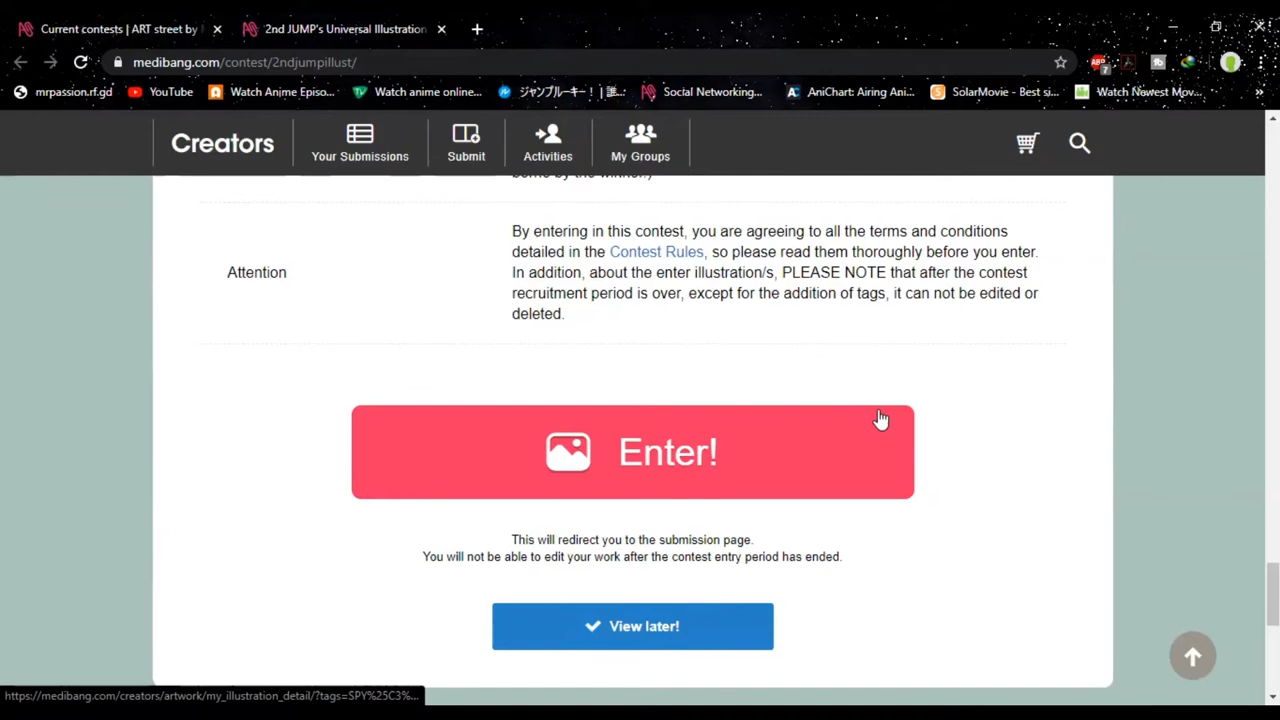 Current contests | ART street by
2nd JUMP's Universal Illustration
medibang.com/contest/2ndjumpillust/
mrpassion.rf.gd
YouTube
Watch Anime Episo...
Watch anime online...
ジャンプルーキー！｜誰...
Social Networking...
AniChart: Airing Ani...
SolarMovie - Best si...
Watch Newest Mov...
Creators
Your Submissions
Submit
Activities
My Groups
Attention
By entering in this contest, you are agreeing to all the terms and conditions
detailed in the Contest Rules, so please read them thoroughly before you enter.
In addition, about the enter illustration/s, PLEASE NOTE that after the contest
recruitment period is over, except for the addition of tags, it can not be edited or
deleted.
Enter!
This will redirect you to the submission page.
You will not be able to edit your work after the contest entry period has ended.
View later!
https://medibang.com/creators/artwork/my_illustration_detail/?tags=SPY%25C3%...